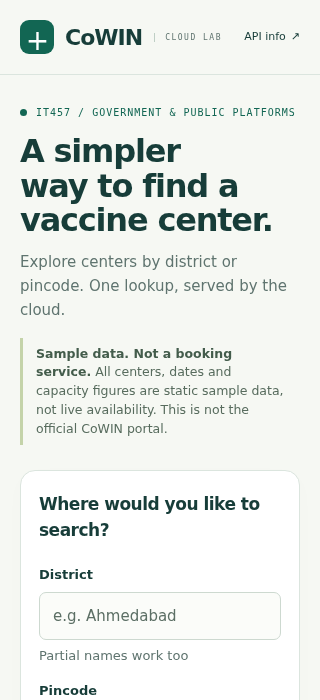 CoWIN | CLOUD LAB API info ↗
IT457 / GOVERNMENT & PUBLIC PLATFORMS
A simpler
way to find a
vaccine center.
Explore centers by district or
pincode. One lookup, served by the
cloud.
Sample data. Not a booking
service. All centers, dates and
capacity figures are static sample data,
not live availability. This is not the
official CoWIN portal.
Where would you like to
search?
District
e.g. Ahmedabad
Partial names work too
Pincode